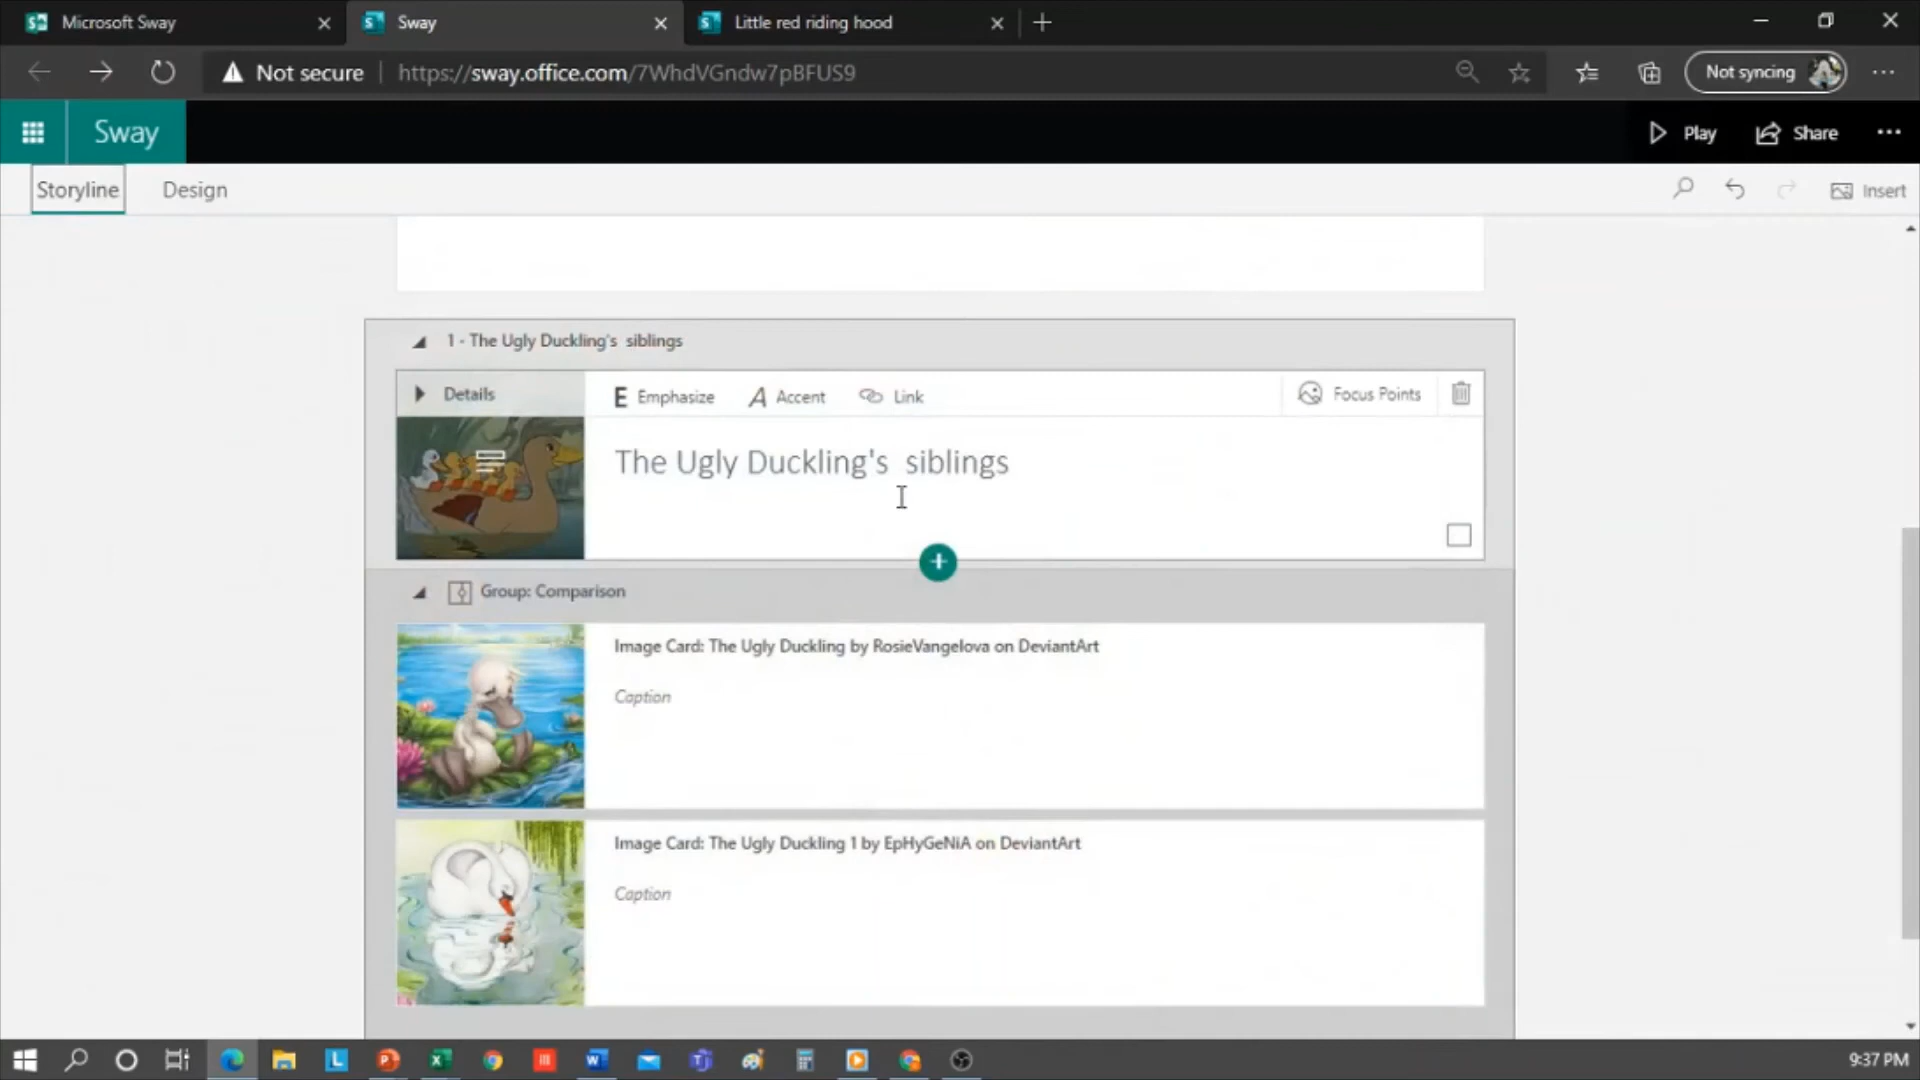 Microsoft Sway
Sway
Little red riding hood
Not secure
https://sway.office.com/7WhdVGndw7pBFUS9
Not syncing
Sway
Play
Share
Storyline
Design
Insert
1 - The Ugly Duckling's  siblings
Details
E Emphasize
A Accent
Link
Focus Points
The Ugly Duckling's  siblings
Group: Comparison
Image Card: The Ugly Duckling by RosieVangelova on DeviantArt
Caption
Image Card: The Ugly Duckling 1 by EpHyGeNiA on DeviantArt
Caption
9:37 PM